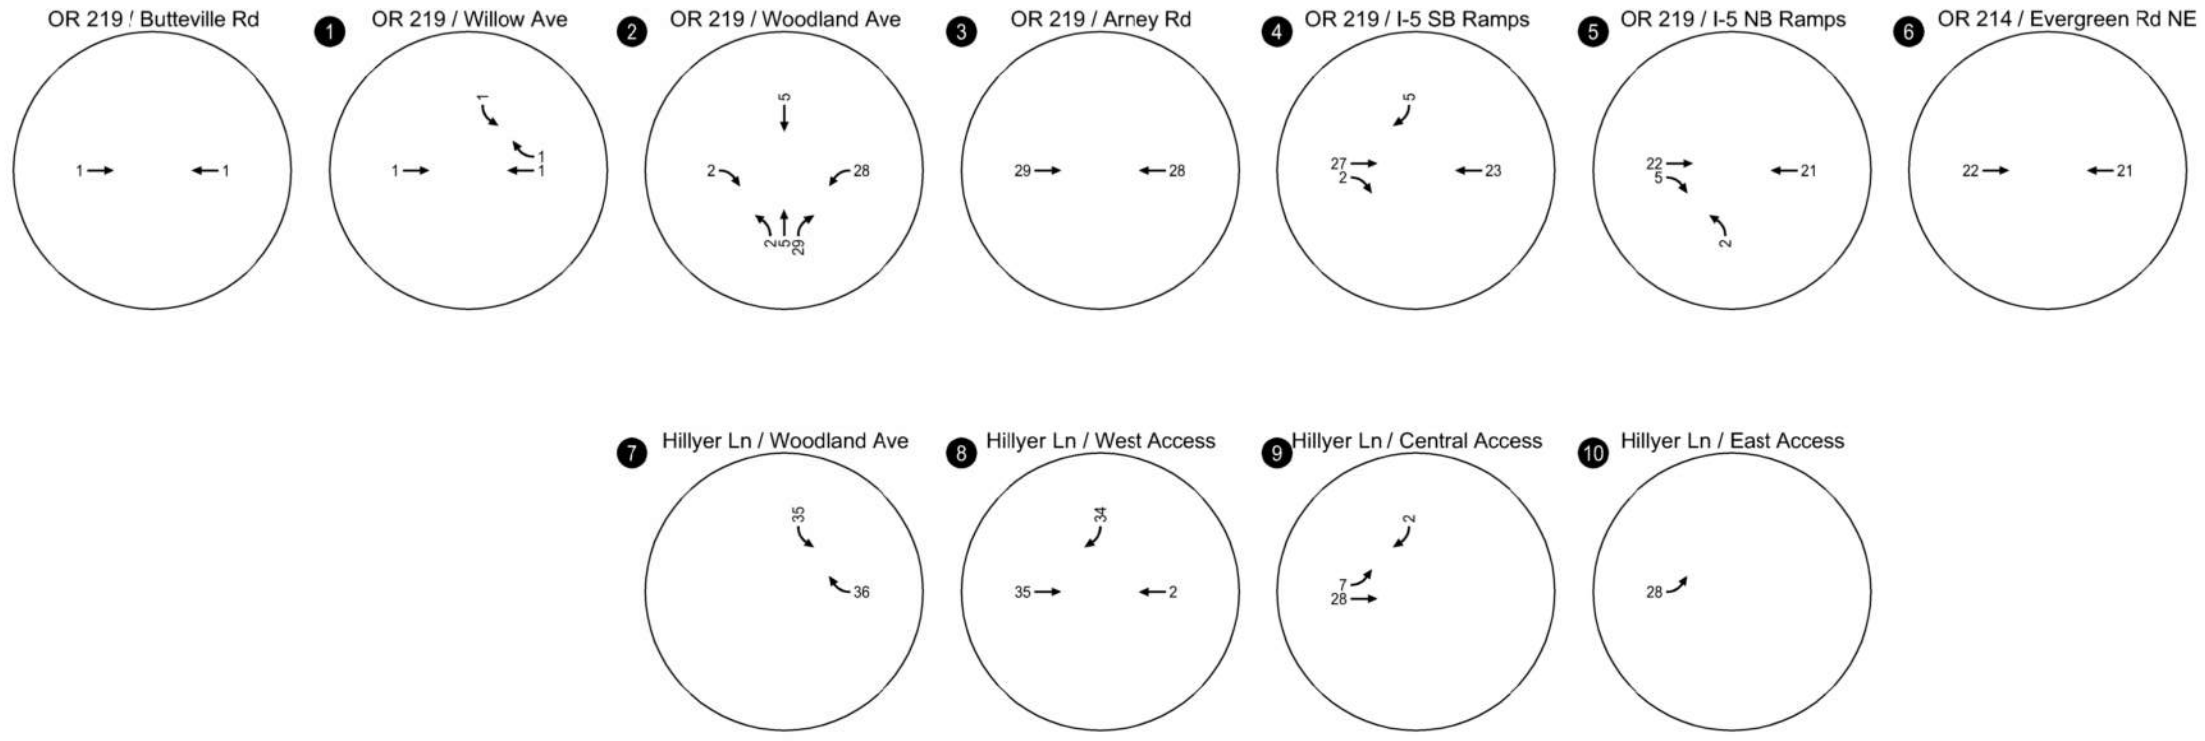 OR 219 / Butteville Rd
1
1
1 OR 219 / Willow Ave
1
1
1
1
2 OR 219 / Woodland Ave
5
2
28
2 5 29
3 OR 219 / Arney Rd
29
28
4 OR 219 / I-5 SB Ramps
5
27
2
23
5 OR 219 / I-5 NB Ramps
22
5
21
2
6 OR 214 / Evergreen Rd NE
22
21
7 Hillyer Ln / Woodland Ave
35
36
8 Hillyer Ln / West Access
34
35
2
9 Hillyer Ln / Central Access
2
7
28
10 Hillyer Ln / East Access
28